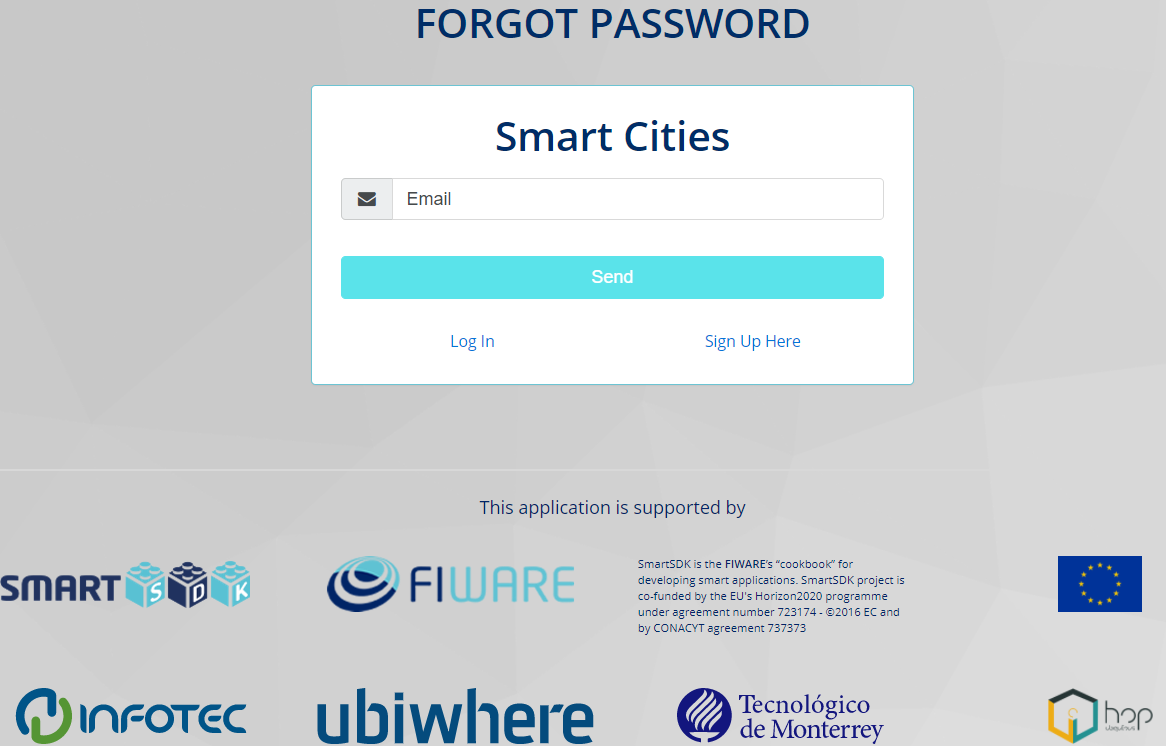 FORGOT PASSWORD
Smart Cities
Email
Send
Log In
Sign Up Here
This application is supported by
SMART SDK
FIWARE
SmartSDK is the FIWARE's “cookbook” for
developing smart applications. SmartSDK project is
co-funded by the EU's Horizon2020 programme
under agreement number 723174 - ©2016 EC and
by CONACYT agreement 737373
INFOTEC
ubiwhere
Tecnológico
de Monterrey
hop